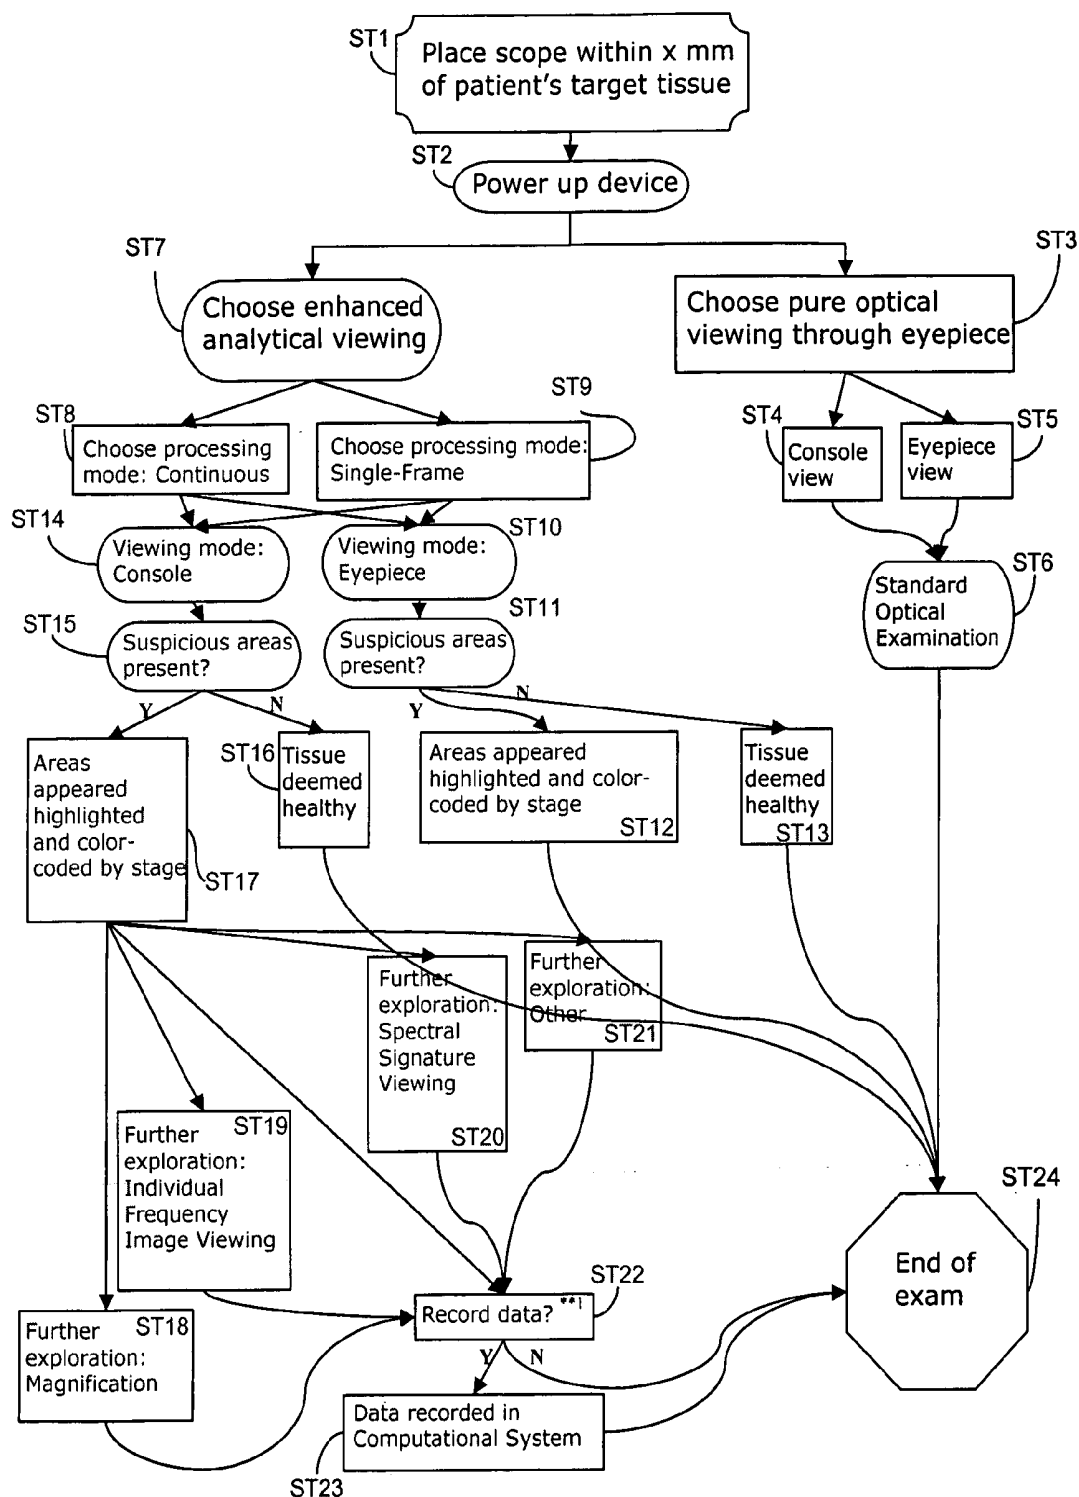 ST1
Place scope within x mm
of patient's target tissue
ST2
Power up device
ST7
Choose enhanced
analytical viewing
ST3
Choose pure optical
viewing through eyepiece
ST8
Choose processing
mode: Continuous
ST9
Choose processing mode:
Single-Frame
ST4
Console
view
ST5
Eyepiece
view
ST14
Viewing mode:
Console
ST10
Viewing mode:
Eyepiece
ST6
Standard
Optical
Examination
ST15
Suspicious areas
present?
ST11
Suspicious areas
present?
Y
N
Y
N
Areas
appeared
highlighted
and color-
coded by stage
ST17
ST16
Tissue
deemed
healthy
Areas appeared
highlighted and color-
coded by stage
ST12
Tissue
deemed
healthy
ST13
Further
exploration:
Spectral
Signature
Viewing
ST20
Further
exploration:
Other
ST21
ST19
Further
exploration:
Individual
Frequency
Image Viewing
ST18
Further
exploration:
Magnification
ST22
Record data?
Y
N
Data recorded in
Computational System
ST23
ST24
End of
exam